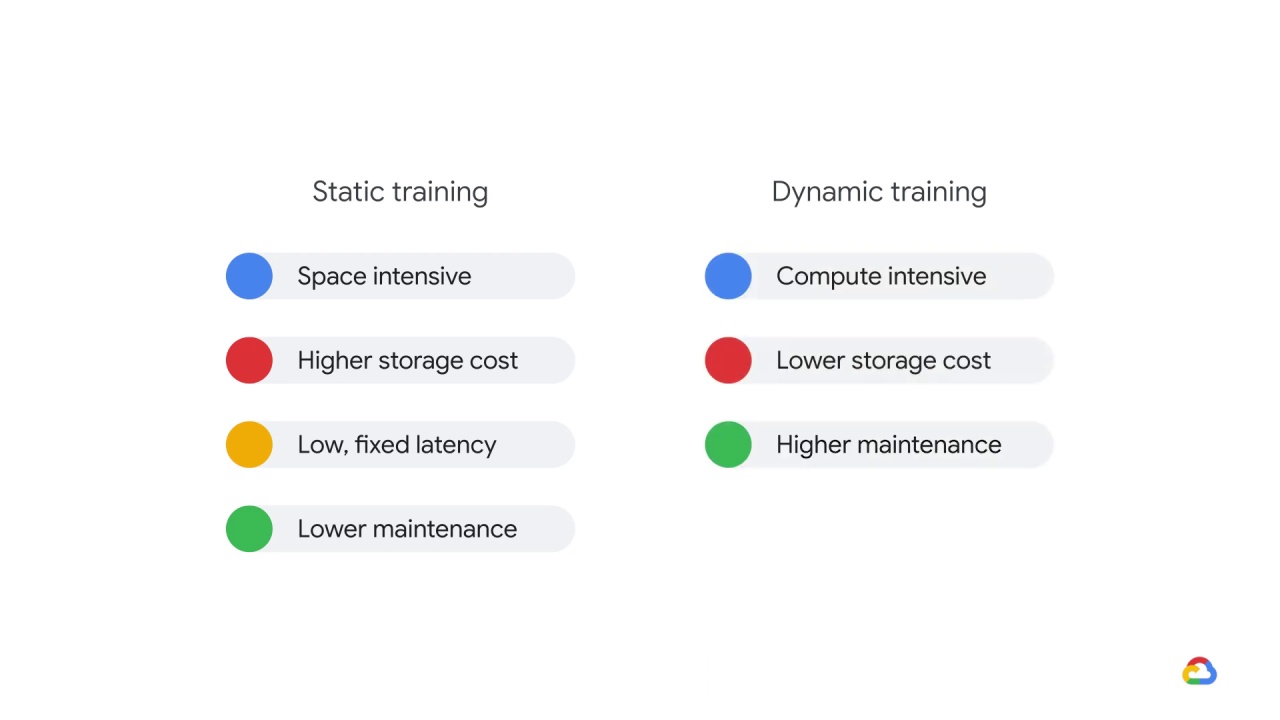 Static training
Space intensive
Higher storage cost
Low, fixed latency
Lower maintenance
Dynamic training
Compute intensive
Lower storage cost
Higher maintenance